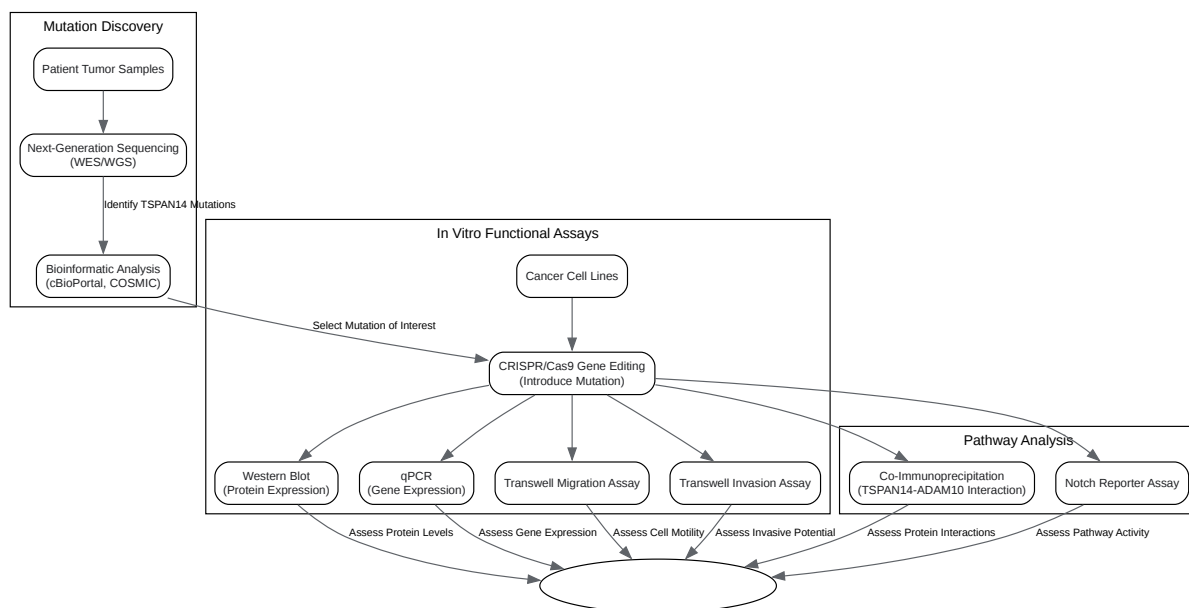 Mutation Discovery
Patient Tumor Samples
Next-Generation Sequencing
(WES/WGS)
Identify TSPAN14 Mutations
Bioinformatic Analysis
(cBioPortal, COSMIC)
Select Mutation of Interest
In Vitro Functional Assays
Cancer Cell Lines
CRISPR/Cas9 Gene Editing
(Introduce Mutation)
Western Blot
(Protein Expression)
qPCR
(Gene Expression)
Transwell Migration Assay
Transwell Invasion Assay
Pathway Analysis
Co-Immunoprecipitation
(TSPAN14-ADAM10 Interaction)
Notch Reporter Assay
Assess Protein Levels
Assess Gene Expression
Assess Cell Motility
Assess Invasive Potential
Assess Protein Interactions
Assess Pathway Activity